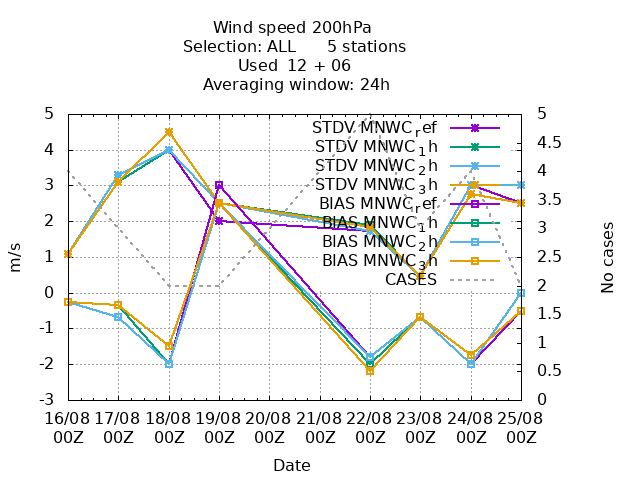 Wind speed 200hPa
Selection: ALL 5 stations
Used 12 + 06
Averaging window: 24h
5 5
4.5
4 4
3.5
3 3
2.5
2
1 2
0 1.5
-1 1
-2 0.5
-3 0
m/s
No cases
STDV MNWC_ref
STDV MNWC_1h
STDV MNWC_2h
STDV MNWC_3h
BIAS MNWC_ref
BIAS MNWC_1h
BIAS MNWC_2h
BIAS MNWC_3h
CASES
16/08 17/08 18/08 19/08 20/08 21/08 22/08 23/08 24/08 25/08
00Z 00Z 00Z 00Z 00Z 00Z 00Z 00Z 00Z 00Z
Date